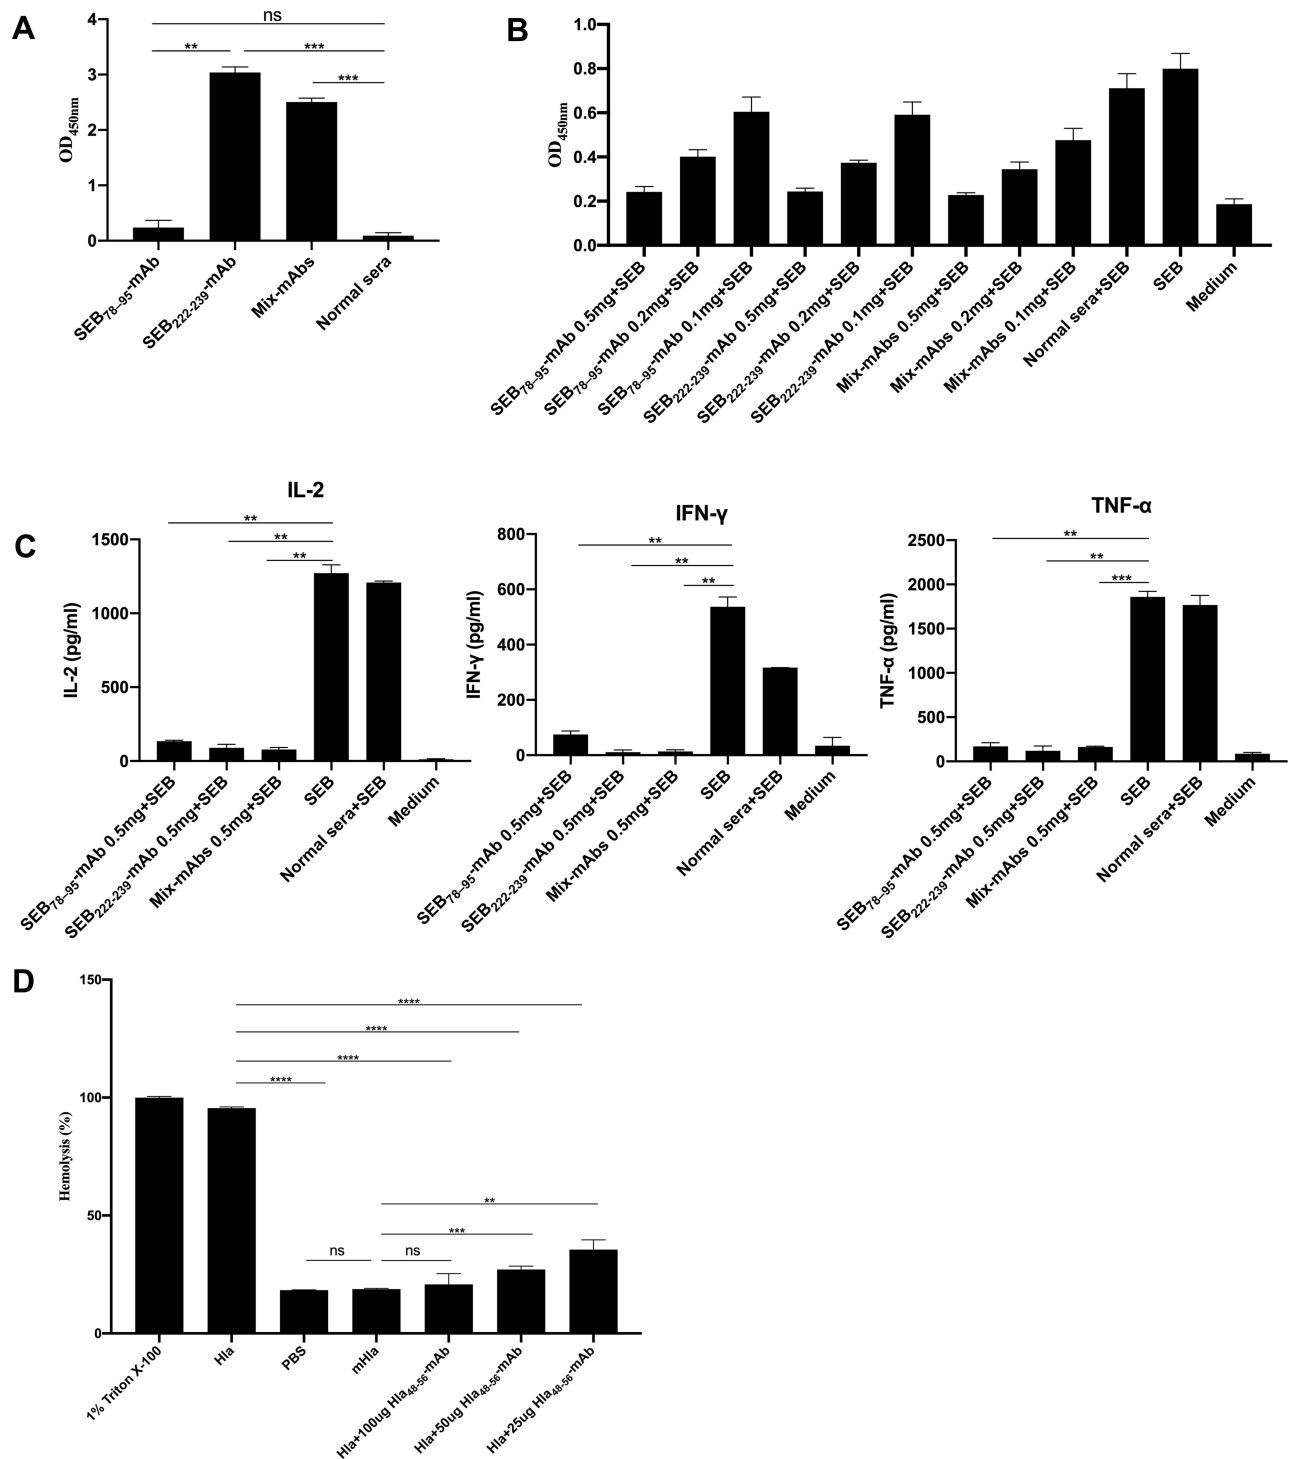 A
OD450nm
4
3
2
1
0
ns
**
***
***
SEB78–95-mAb
SEB222-239-mAb
Mix-mAbs
Normal sera
B
OD450nm
1.0
0.8
0.6
0.4
0.2
0.0
SEB78–95-mAb 0.5mg+SEB
SEB78–95-mAb 0.2mg+SEB
SEB78–95-mAb 0.1mg+SEB
SEB222-239-mAb 0.5mg+SEB
SEB222-239-mAb 0.2mg+SEB
SEB222-239-mAb 0.1mg+SEB
Mix-mAbs 0.5mg+SEB
Mix-mAbs 0.2mg+SEB
Mix-mAbs 0.1mg+SEB
Normal sera+SEB
SEB
Medium
C
IL-2
IL-2 (pg/ml)
1500
1000
500
0
**
**
**
SEB78–95-mAb 0.5mg+SEB
SEB222-239-mAb 0.5mg+SEB
Mix-mAbs 0.5mg+SEB
SEB
Normal sera+SEB
Medium
IFN-γ
IFN-γ (pg/ml)
800
600
400
200
0
**
**
**
SEB78–95-mAb 0.5mg+SEB
SEB222-239-mAb 0.5mg+SEB
Mix-mAbs 0.5mg+SEB
SEB
Normal sera+SEB
Medium
TNF-α
TNF-α (pg/ml)
2500
2000
1500
1000
500
0
**
**
***
SEB78–95-mAb 0.5mg+SEB
SEB222-239-mAb 0.5mg+SEB
Mix-mAbs 0.5mg+SEB
SEB
Normal sera+SEB
Medium
D
Hemolysis (%)
150
100
50
0
****
****
****
****
**
***
ns
ns
1% Triton X-100
Hla
PBS
mHla
Hla+100ug Hla48-56-mAb
Hla+50ug Hla48-56-mAb
Hla+25ug Hla48-56-mAb